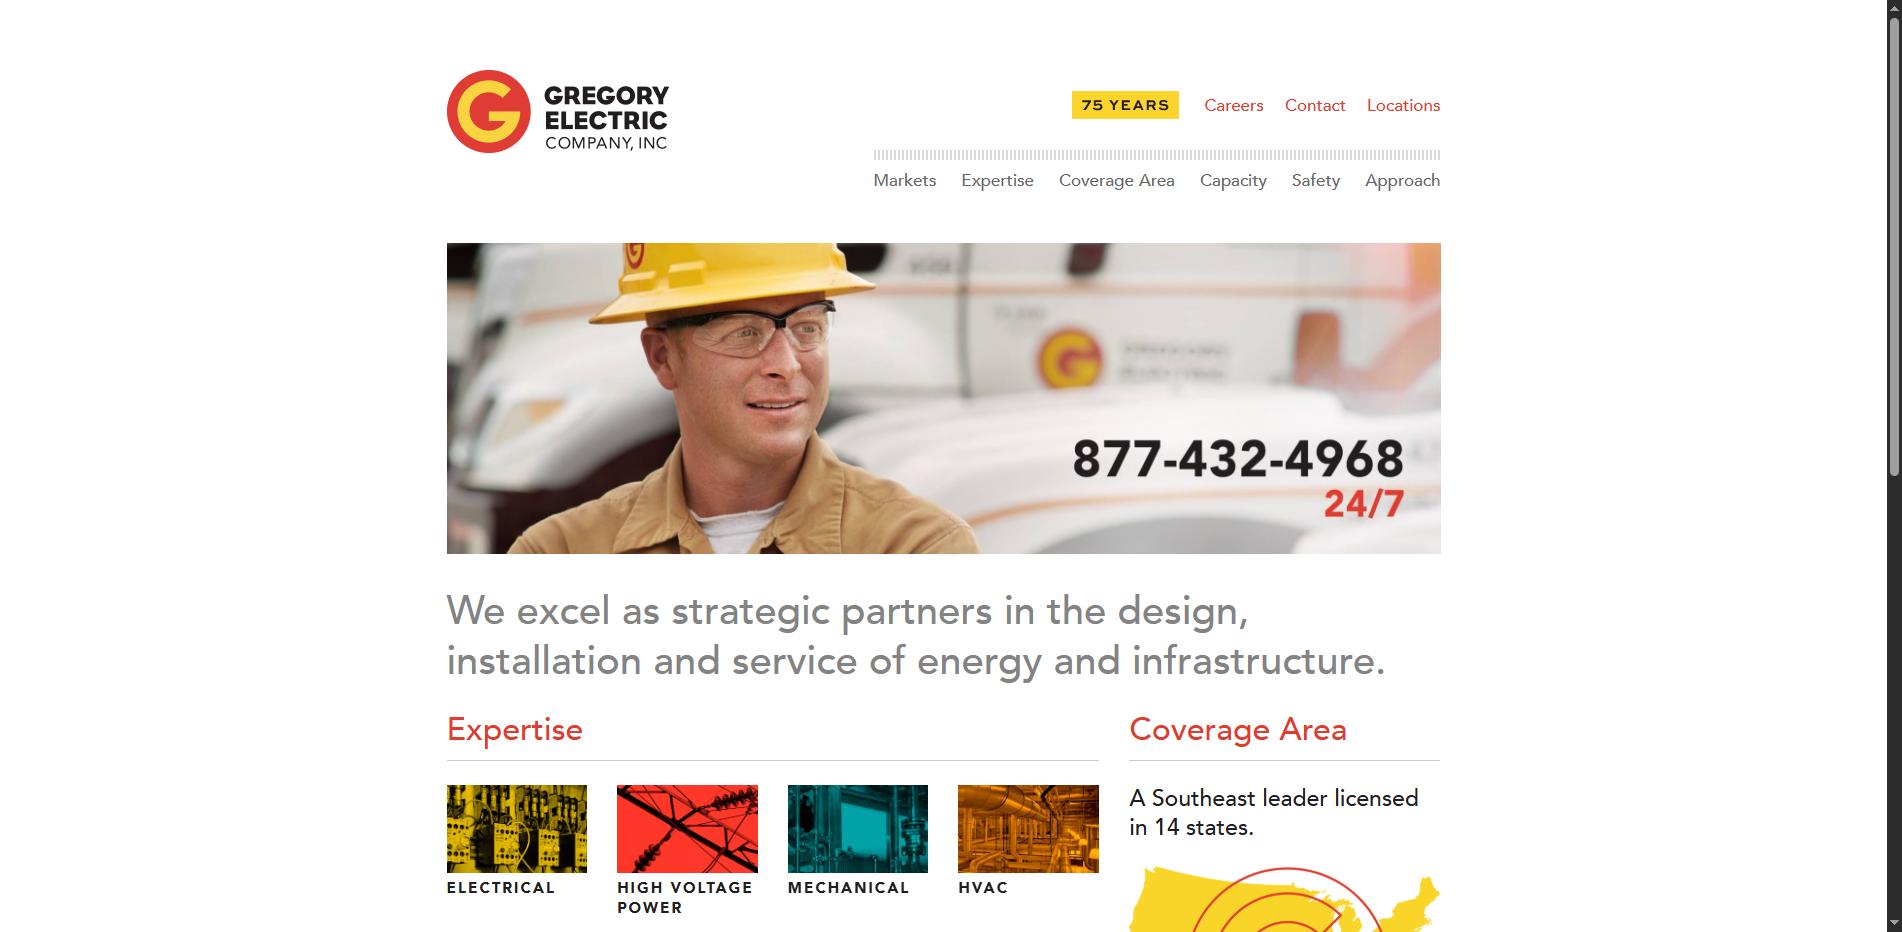 GREGORY
ELECTRIC
COMPANY, INC
75 YEARS
Careers
Contact
Locations
Markets
Expertise
Coverage Area
Capacity
Safety
Approach
GREGORY
ELECTRIC
877-432-4968
24/7
We excel as strategic partners in the design,
installation and service of energy and infrastructure.
Expertise
ELECTRICAL
HIGH VOLTAGE
POWER
MECHANICAL
HVAC
Coverage Area
A Southeast leader licensed
in 14 states.